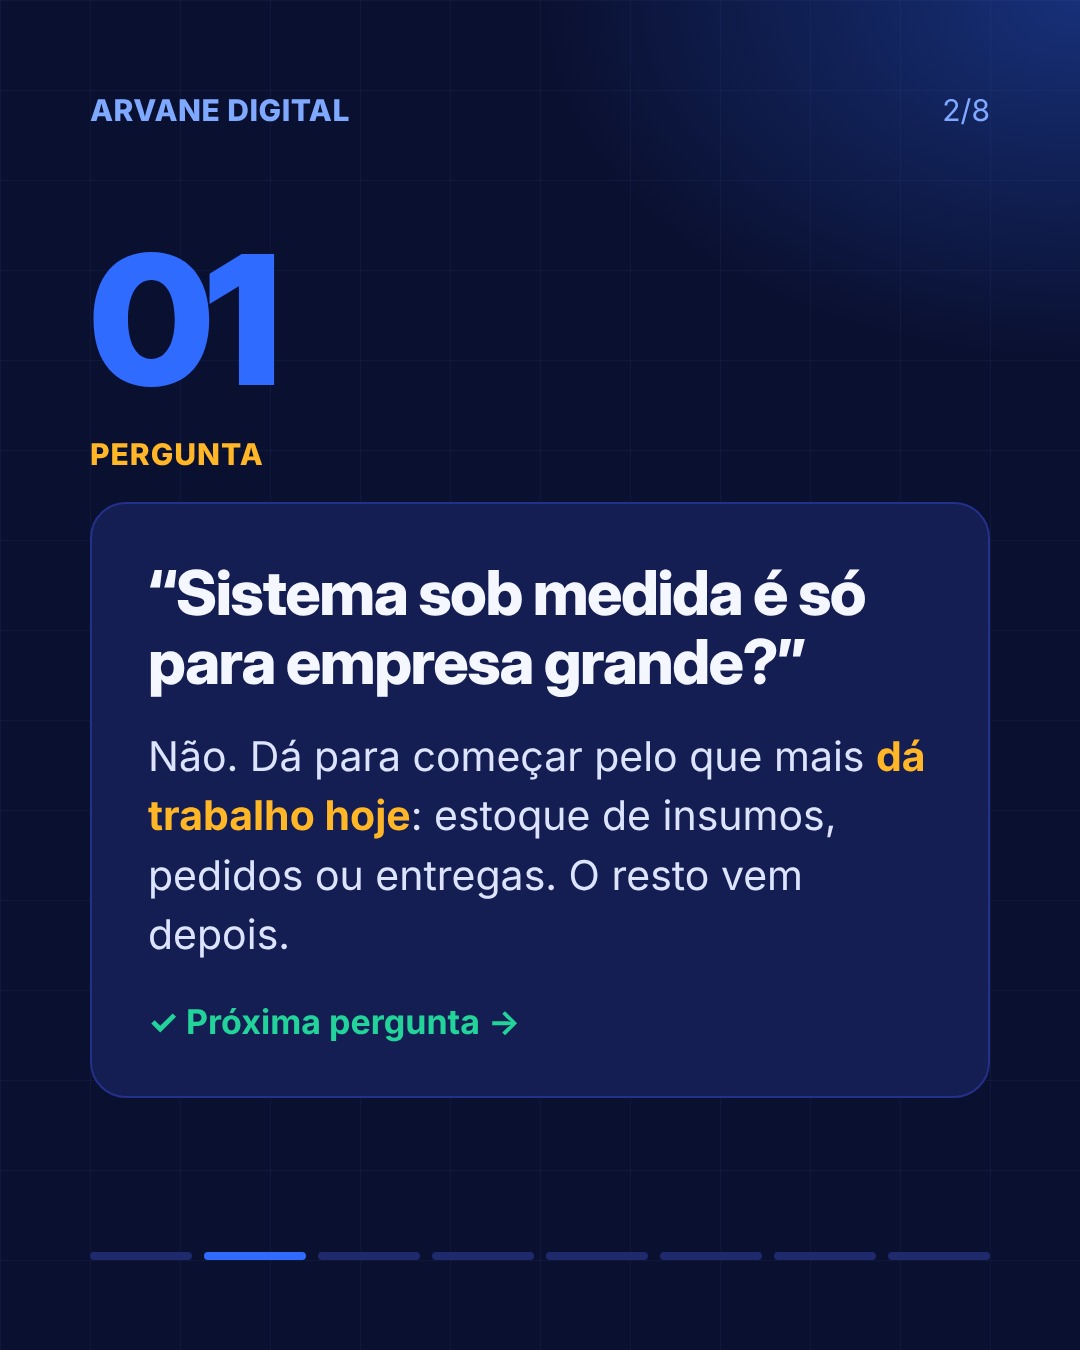 ARVANE DIGITAL
2/8
01
PERGUNTA
“Sistema sob medida é só
para empresa grande?”
Não. Dá para começar pelo que mais dá
trabalho hoje: estoque de insumos,
pedidos ou entregas. O resto vem
depois.
✓ Próxima pergunta →